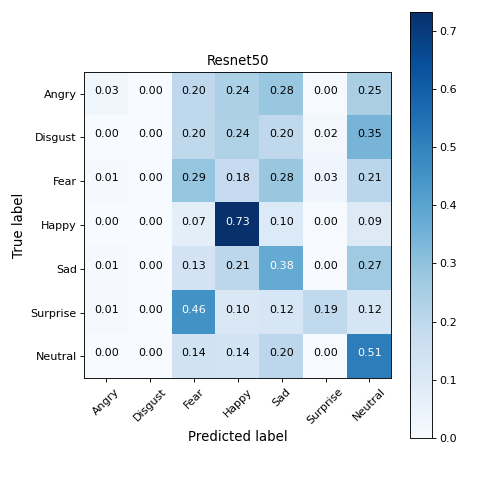 Resnet50
True label
Angry 0.03 0.00 0.20 0.24 0.28 0.00 0.25
Disgust 0.00 0.00 0.20 0.24 0.20 0.02 0.35
Fear 0.01 0.00 0.29 0.18 0.28 0.03 0.21
Happy 0.00 0.00 0.07 0.73 0.10 0.00 0.09
Sad 0.01 0.00 0.13 0.21 0.38 0.00 0.27
Surprise 0.01 0.00 0.46 0.10 0.12 0.19 0.12
Neutral 0.00 0.00 0.14 0.14 0.20 0.00 0.51
Angry Disgust Fear Happy Sad Surprise Neutral
Predicted label
0.7
0.6
0.5
0.4
0.3
0.2
0.1
0.0